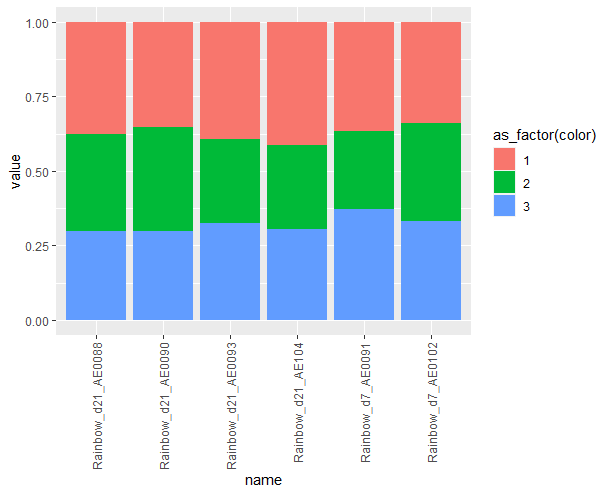 1.00
0.75
0.50
0.25
0.00
value
Rainbow_d21_AE0088
Rainbow_d21_AE0090
Rainbow_d21_AE0093
Rainbow_d21_AE104
Rainbow_d7_AE0091
Rainbow_d7_AE0102
name
as_factor(color)
1
2
3